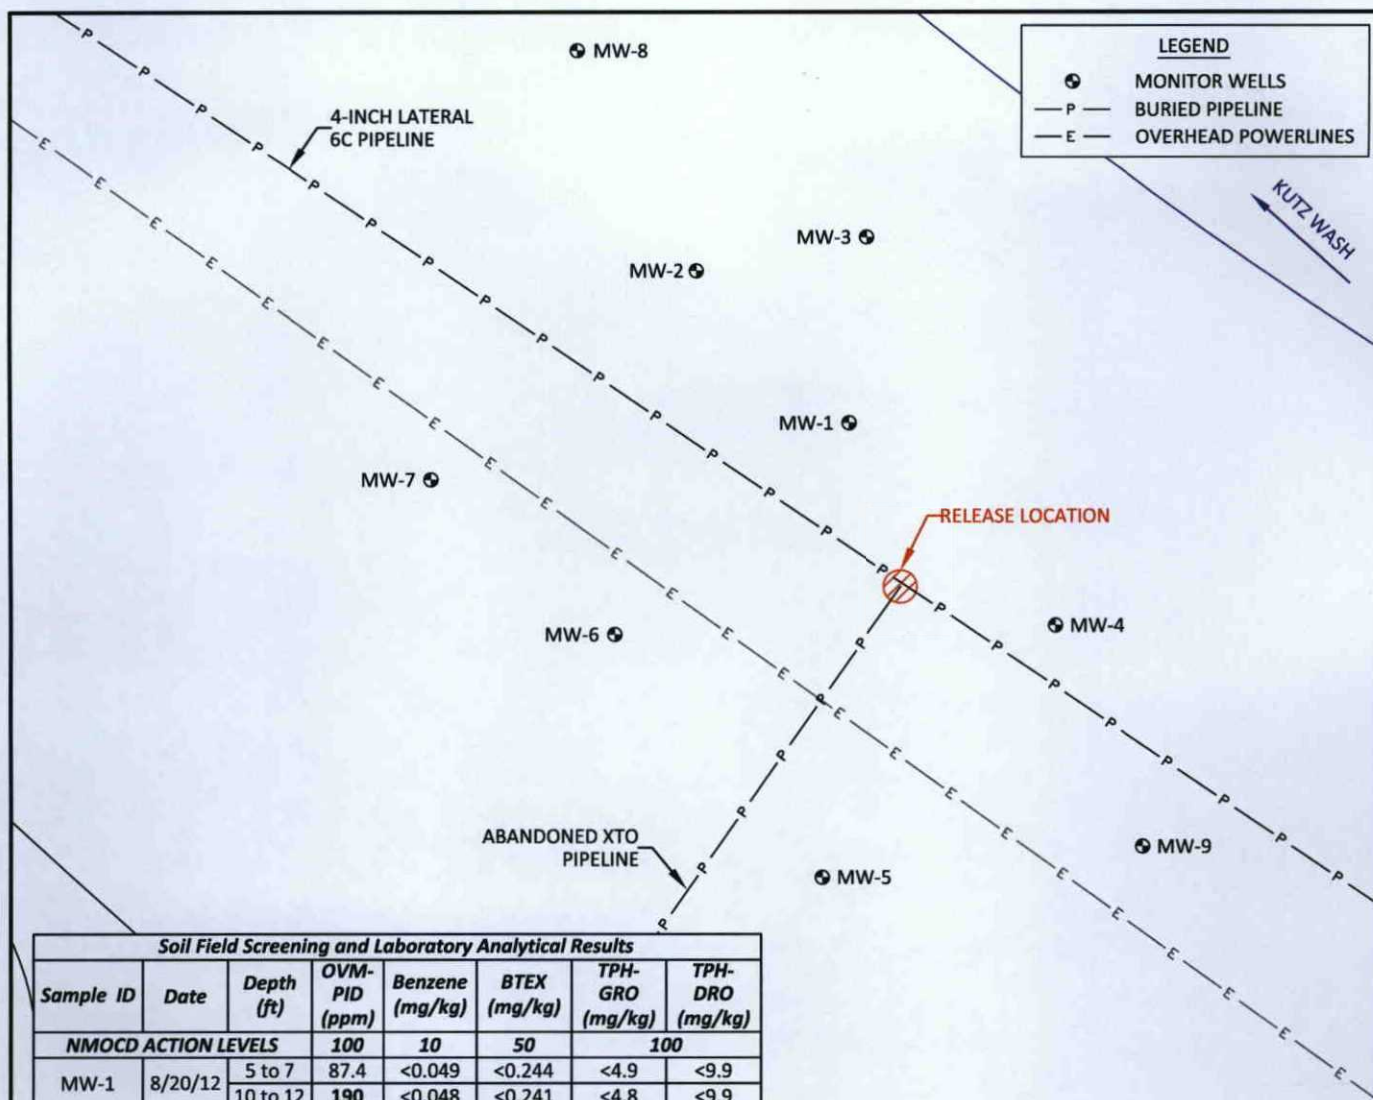 MW-8
LEGEND
MONITOR WELLS
— P — BURIED PIPELINE
— E — OVERHEAD POWERLINES
4-INCH LATERAL
6C PIPELINE
KUTZ WASH
MW-3
MW-2
MW-1
MW-7
RELEASE LOCATION
MW-6
MW-4
ABANDONED XTO
PIPELINE
MW-9
MW-5
Soil Field Screening and Laboratory Analytical Results
Sample ID Date Depth (ft) OVM-PID (ppm) Benzene (mg/kg) BTEX (mg/kg) TPH-GRO (mg/kg) TPH-DRO (mg/kg)
NMOCD ACTION LEVELS 100 10 50 100
MW-1 8/20/12 5 to 7 87.4 <0.049 <0.244 <4.9 <9.9
10 to 12 190 <0.048 <0.241 <4.8 <9.9